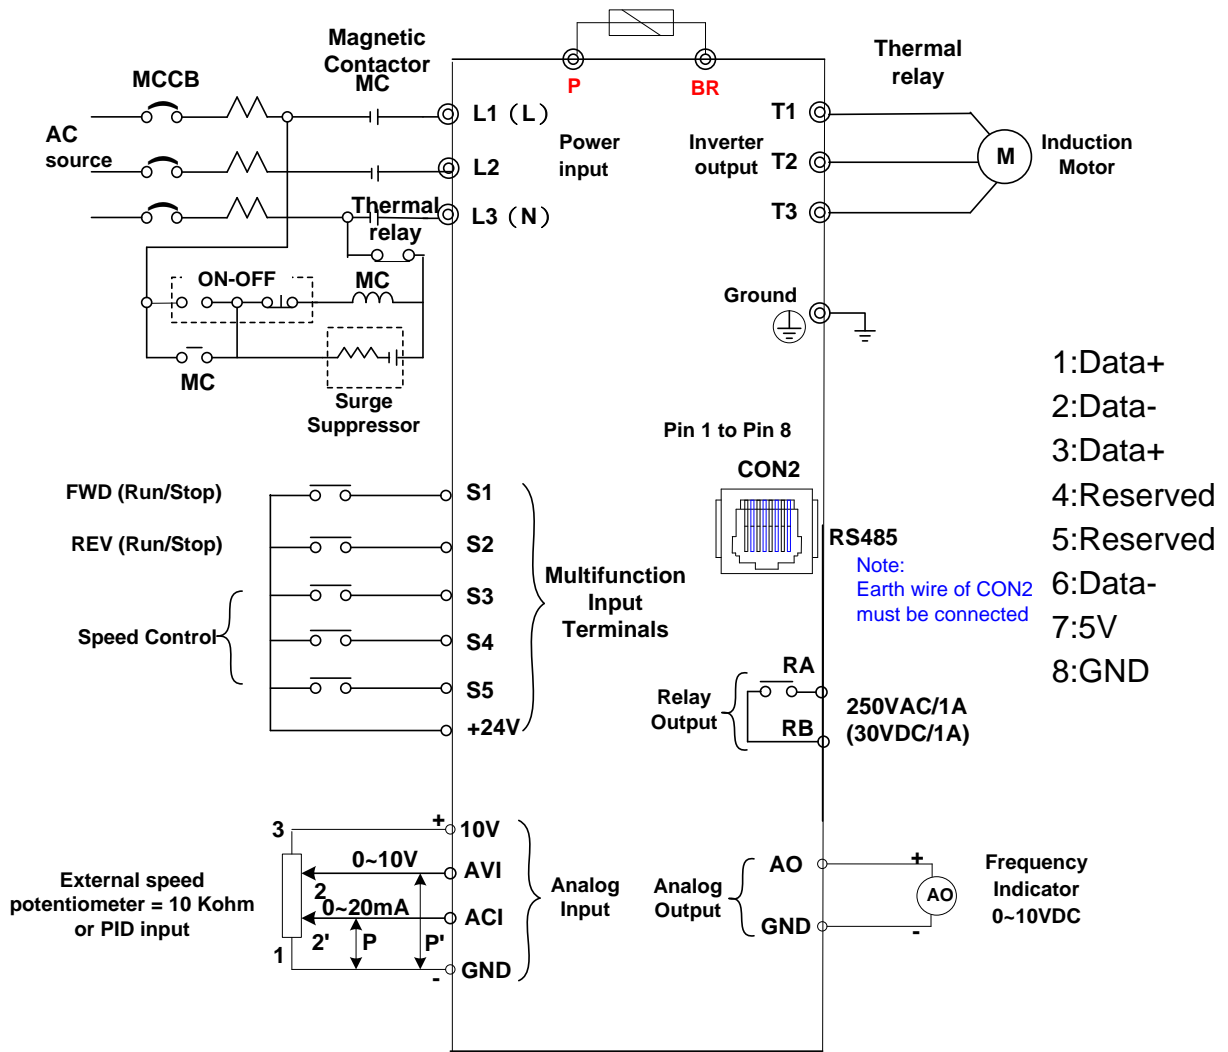 Magnetic
Contactor
MC
MCCB
AC
source
P
BR
Thermal
relay
L1 (L)
L2
L3 (N)
Power
input
Inverter
output
T1
T2
T3
M
Induction
Motor
Thermal
relay
ON-OFF
MC
MC
Surge
Suppressor
Ground
Pin 1 to Pin 8
CON2
RS485
Note:
Earth wire of CON2
must be connected
1:Data+
2:Data-
3:Data+
4:Reserved
5:Reserved
6:Data-
7:5V
8:GND
FWD (Run/Stop)
REV (Run/Stop)
Speed Control
S1
S2
S3
S4
S5
+24V
Multifunction
Input
Terminals
Relay
Output
RA
RB
250VAC/1A
(30VDC/1A)
External speed
potentiometer = 10 Kohm
or PID input
3
2
2'
1
0~10V
0~20mA
P
P'
+
-
10V
AVI
ACI
GND
Analog
Input
Analog
Output
AO
GND
+
AO
-
Frequency
Indicator
0~10VDC